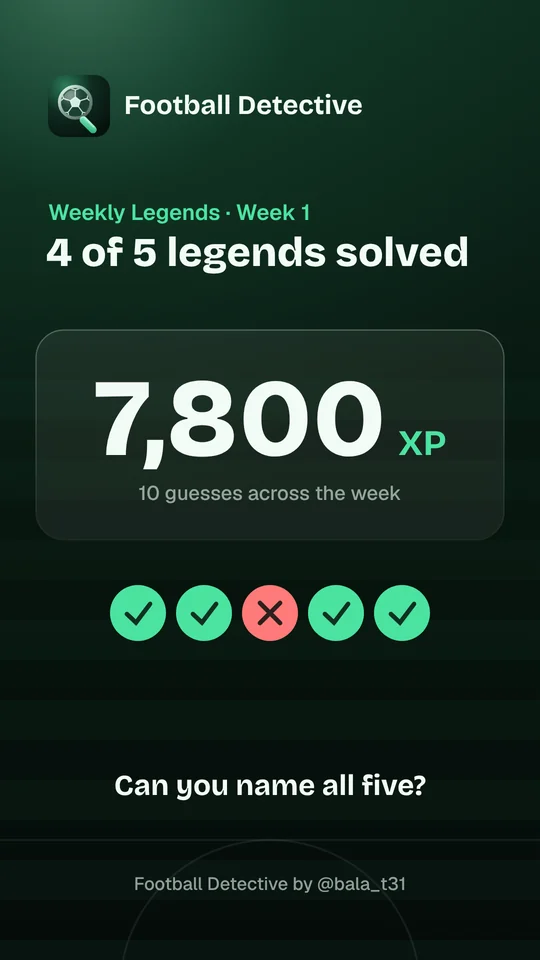 Football Detective
Weekly Legends · Week 1
4 of 5 legends solved
7,800 XP
10 guesses across the week
Can you name all five?
Football Detective by @bala_t31